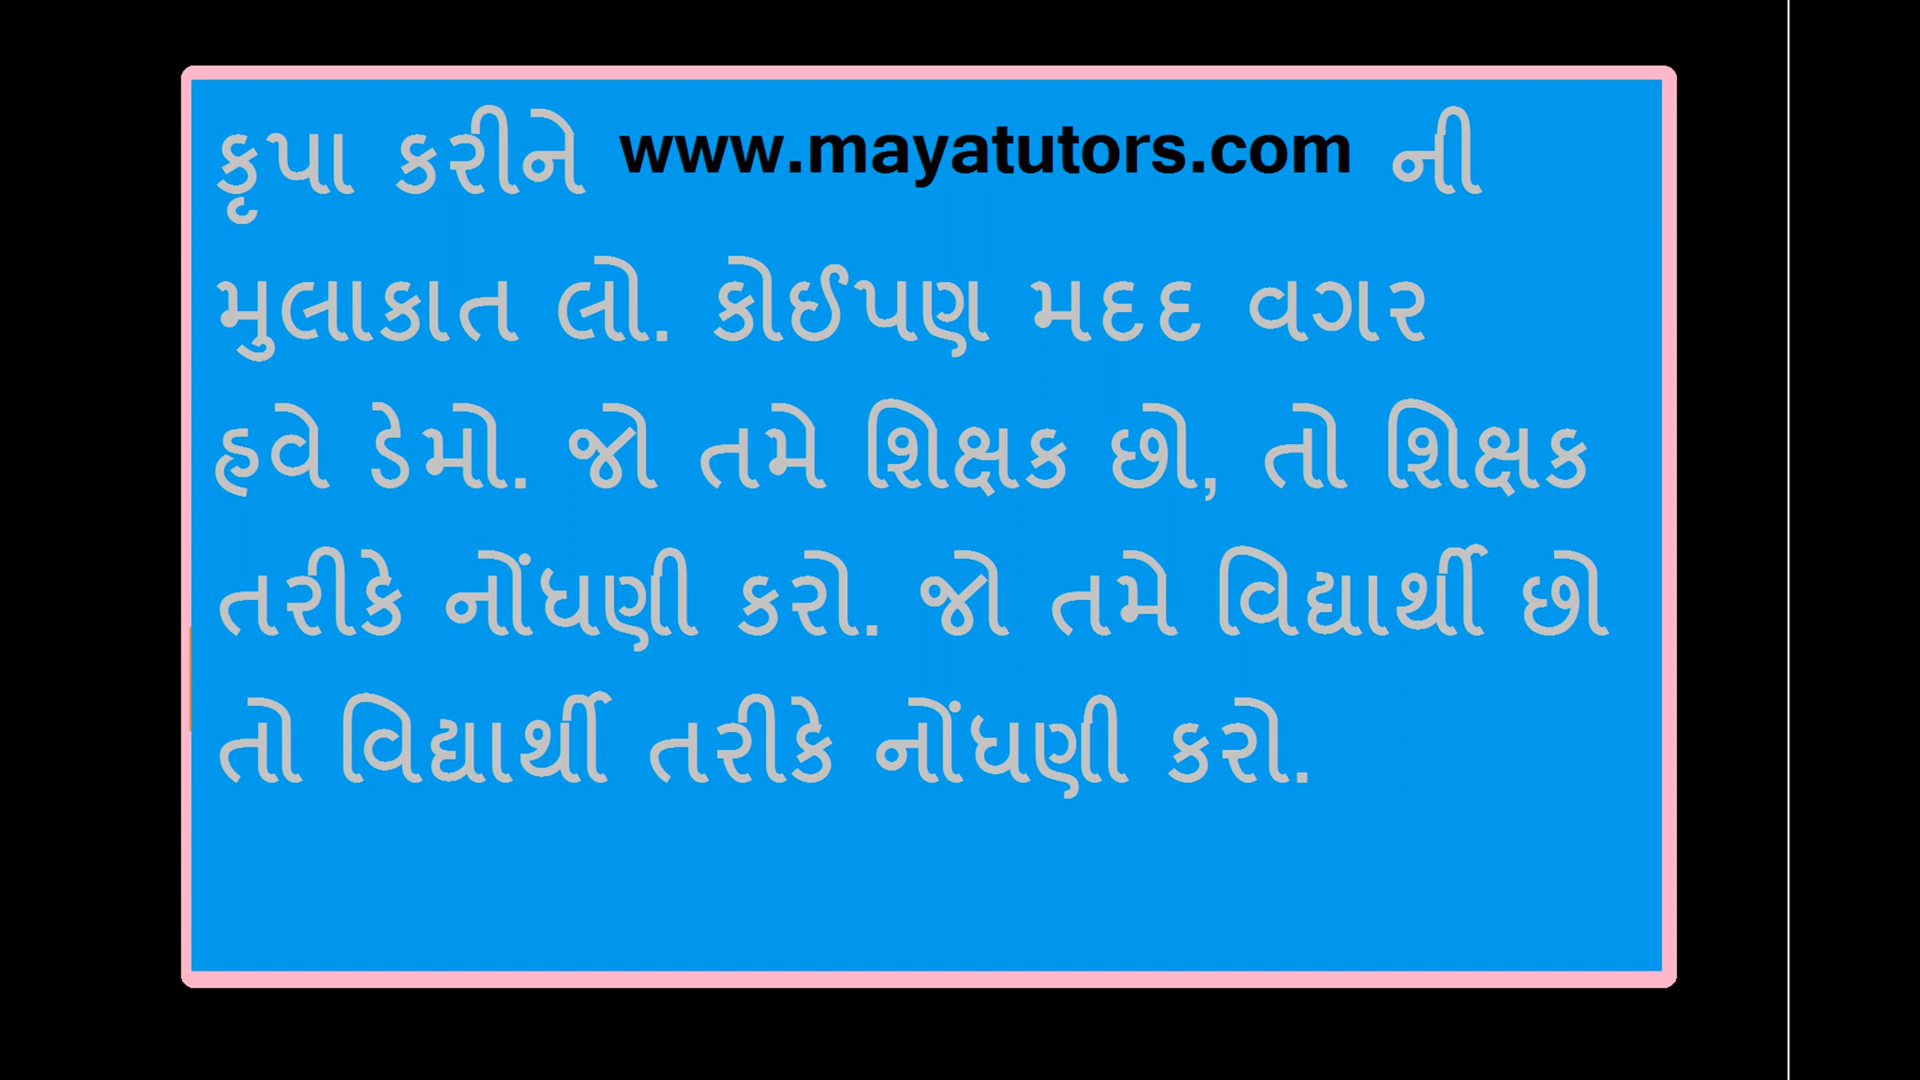 કૃપા કરીને www.mayatutors.com ની
મુલાકાત લો. કોઈપણ મદદ વગર
હવે ડેમો. જો તમે શિક્ષક છો, તો શિક્ષક
તરીકે નોંધણી કરો. જો તમે વિદ્યાર્થી છો
તો વિદ્યાર્થી તરીકે નોંધણી કરો.